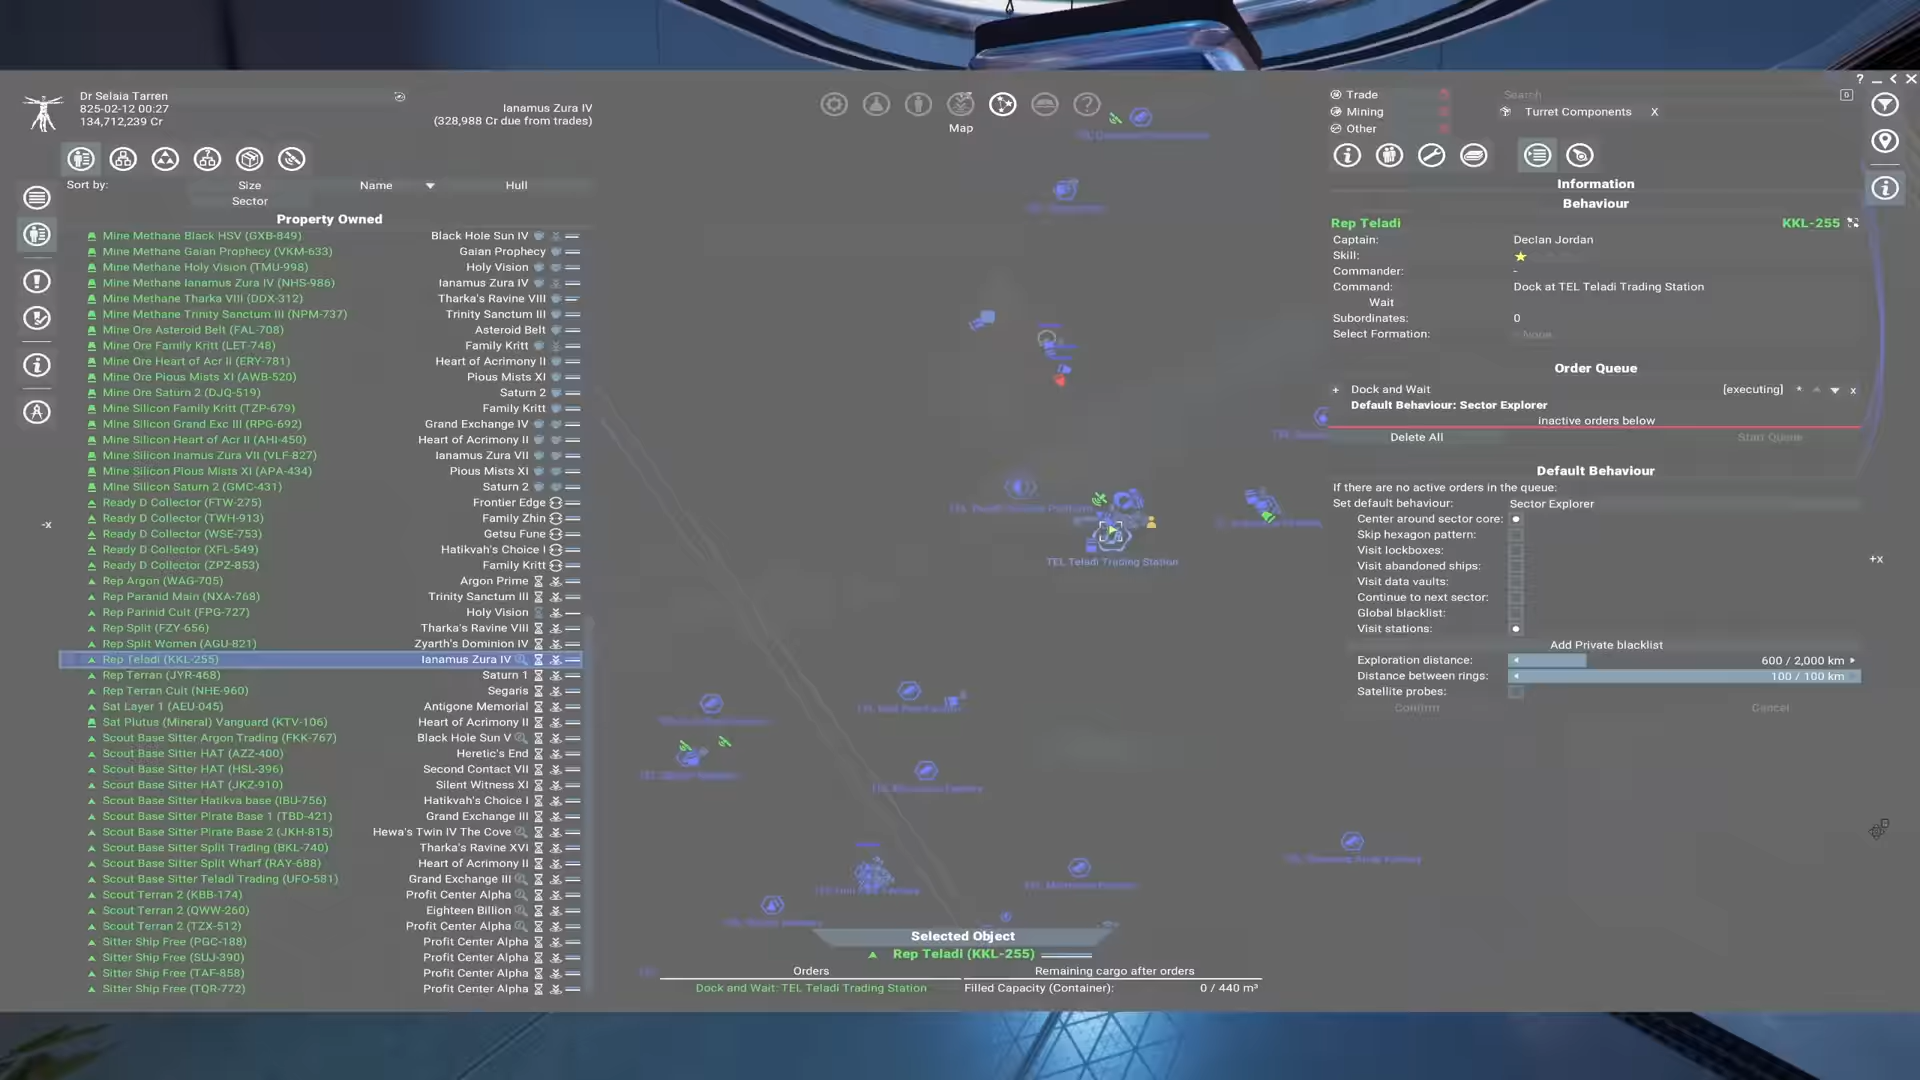 ? _ < X
Dr Selaia Tarren
825-02-12 00:27
134,712,239 Cr
Ianamus Zura IV
(328,988 Cr due from trades)
Map
Trade
Mining
Other
Search
0
Turret Components X
Sort by: Size Name Hull
Sector
Property Owned
Mine Methane Black HSV (GXB-849) Black Hole Sun IV
Mine Methane Gaian Prophecy (VKM-633) Gaian Prophecy
Mine Methane Holy Vision (TMU-998) Holy Vision
Mine Methane Ianamus Zura IV (NHS-986) Ianamus Zura IV
Mine Methane Tharka VIII (DDX-312) Tharka's Ravine VIII
Mine Methane Trinity Sanctum III (NPM-737) Trinity Sanctum III
Mine Ore Asteroid Belt (FAL-708) Asteroid Belt
Mine Ore Family Kritt (LET-748) Family Kritt
Mine Ore Heart of Acr II (ERY-781) Heart of Acrimony II
Mine Ore Pious Mists XI (AWB-520) Pious Mists XI
Mine Ore Saturn 2 (DJQ-519) Saturn 2
Mine Silicon Family Kritt (TZP-679) Family Kritt
Mine Silicon Grand Exc III (RPG-692) Grand Exchange IV
Mine Silicon Heart of Acr II (AHI-450) Heart of Acrimony II
Mine Silicon Inamus Zura VII (VLF-827) Ianamus Zura VII
Mine Silicon Pious Mists XI (APA-434) Pious Mists XI
Mine Silicon Saturn 2 (GMC-431) Saturn 2
Ready D Collector (FTW-275) Frontier Edge
Ready D Collector (TWH-913) Family Zhin
Ready D Collector (WSE-753) Getsu Fune
Ready D Collector (XFL-549) Hatikvah's Choice I
Ready D Collector (ZPZ-853) Family Kritt
Rep Argon (WAG-705) Argon Prime
Rep Paranid Main (NXA-768) Trinity Sanctum III
Rep Parinid Cult (FPG-727) Holy Vision
Rep Split (FZY-656) Tharka's Ravine VIII
Rep Split Women (AGU-821) Zyarth's Dominion IV
Rep Teladi (KKL-255) Ianamus Zura IV
Rep Terran (JYR-468) Saturn 1
Rep Terran Cult (NHE-960) Segaris
Sat Layer 1 (AEU-045) Antigone Memorial
Sat Plutus (Mineral) Vanguard (KTV-106) Heart of Acrimony II
Scout Base Sitter Argon Trading (FKK-767) Black Hole Sun V
Scout Base Sitter HAT (AZZ-400) Heretic's End
Scout Base Sitter HAT (HSL-396) Second Contact VII
Scout Base Sitter HAT (JKZ-910) Silent Witness XI
Scout Base Sitter Hatikva base (IBU-756) Hatikvah's Choice I
Scout Base Sitter Pirate Base 1 (TBD-421) Grand Exchange III
Scout Base Sitter Pirate Base 2 (JKH-815) Hewa's Twin IV The Cove
Scout Base Sitter Split Trading (BKL-740) Tharka's Ravine XVI
Scout Base Sitter Split Wharf (RAY-688) Heart of Acrimony II
Scout Base Sitter Teladi Trading (UFO-581) Grand Exchange III
Scout Terran 2 (KBB-174) Profit Center Alpha
Scout Terran 2 (QWW-260) Eighteen Billion
Scout Terran 2 (TZX-512) Profit Center Alpha
Sitter Ship Free (PGC-188) Profit Center Alpha
Sitter Ship Free (SUJ-390) Profit Center Alpha
Sitter Ship Free (TAF-858) Profit Center Alpha
Sitter Ship Free (TQR-772) Profit Center Alpha
-x
+x
TEL Teladi Trading Station
Selected Object
Rep Teladi (KKL-255)
Orders Remaining cargo after orders
Dock and Wait: TEL Teladi Trading Station Filled Capacity (Container): 0 / 440 m³
Information
Behaviour
Rep Teladi KKL-255
Captain: Declan Jordan
Skill:
Commander: -
Command: Dock at TEL Teladi Trading Station
Wait
Subordinates: 0
Select Formation: None
Order Queue
+ Dock and Wait [executing] * x
Default Behaviour: Sector Explorer
inactive orders below
Delete All Start Queue
Default Behaviour
If there are no active orders in the queue:
Set default behaviour: Sector Explorer
Center around sector core:
Skip hexagon pattern:
Visit lockboxes:
Visit abandoned ships:
Visit data vaults:
Continue to next sector:
Global blacklist:
Visit stations:
Add Private blacklist
Exploration distance: 600 / 2,000 km
Distance between rings: 100 / 100 km
Satellite probes:
Confirm Cancel